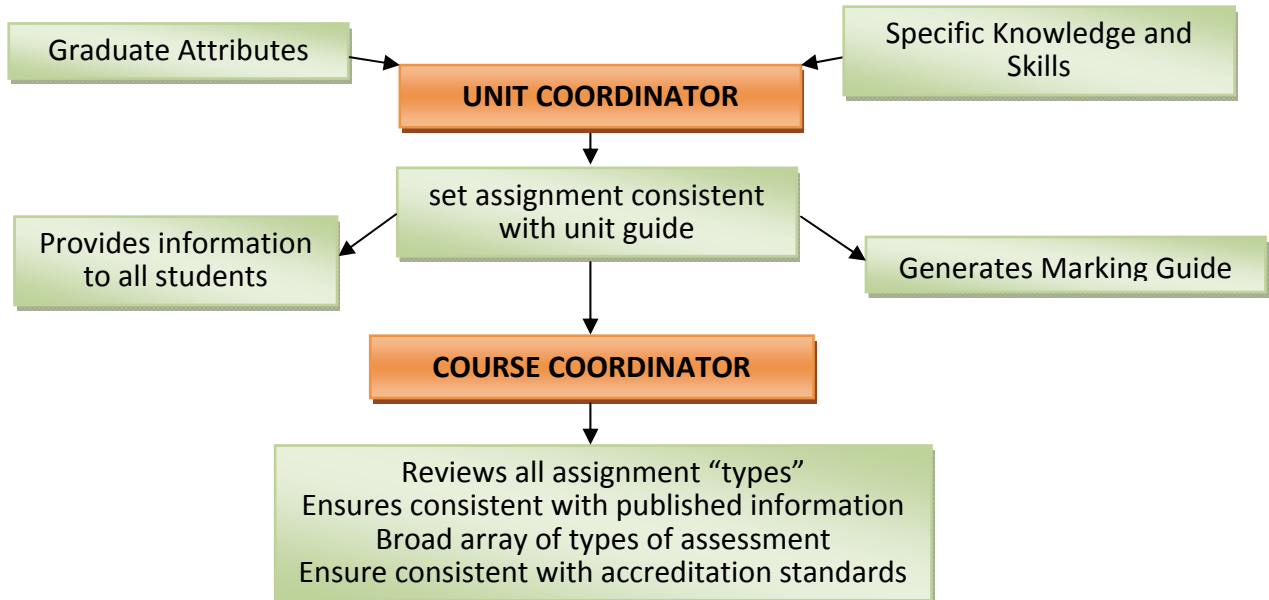 Graduate Attributes
Specific Knowledge and
Skills
UNIT COORDINATOR
set assignment consistent
with unit guide
Provides information
to all students
Generates Marking Guide
COURSE COORDINATOR
Reviews all assignment “types”
Ensures consistent with published information
Broad array of types of assessment
Ensure consistent with accreditation standards